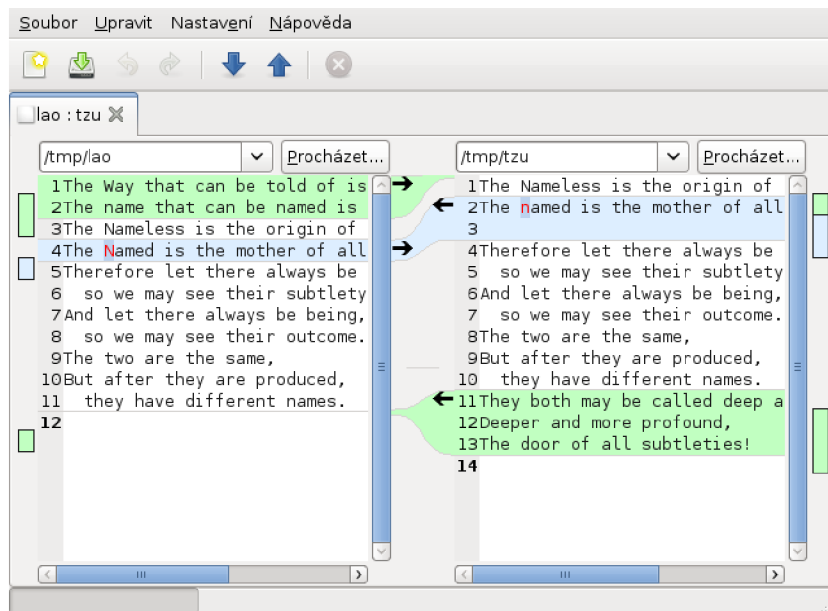 Soubor Upravit Nastavení Nápověda
lao : tzu
/tmp/lao Procházet...
1The Way that can be told of is
2The name that can be named is
3The Nameless is the origin of
4The Named is the mother of all
5Therefore let there always be
6 so we may see their subtlety
7And let there always be being,
8 so we may see their outcome.
9The two are the same,
10But after they are produced,
11 they have different names.
12
/tmp/tzu Procházet...
1The Nameless is the origin of
2The named is the mother of all
3
4Therefore let there always be
5 so we may see their subtlety
6And let there always be being,
7 so we may see their outcome.
8The two are the same,
9But after they are produced,
10 they have different names.
11They both may be called deep a
12Deeper and more profound,
13The door of all subtleties!
14